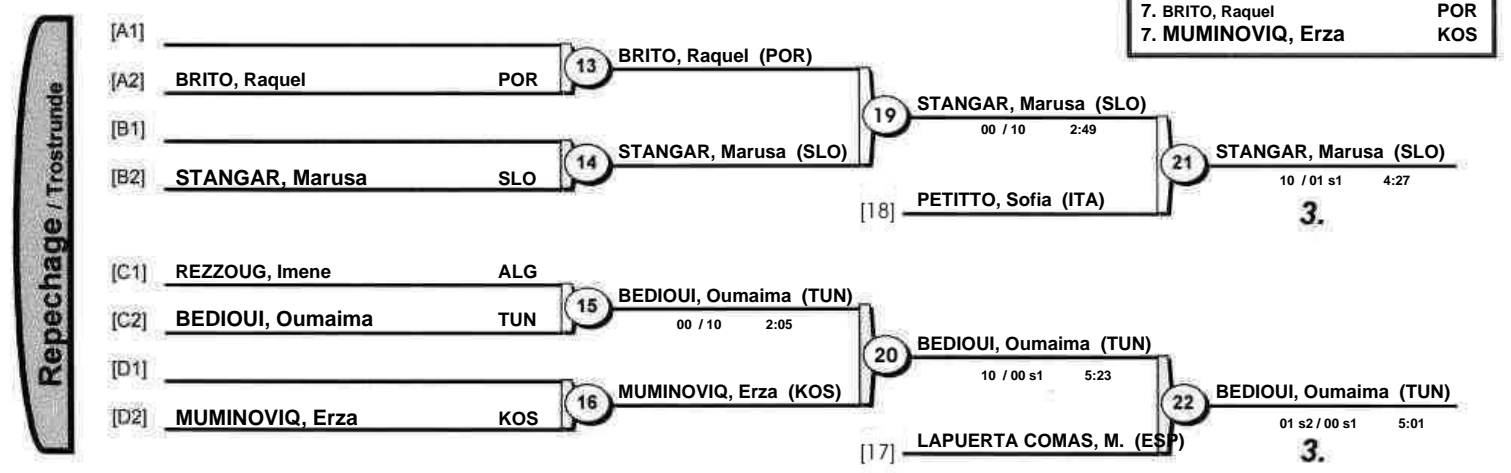 7. BRITO, Raquel POR
7. MUMINOVIQ, Erza KOS
Repechage / Trostrunde
[A1]
[A2] BRITO, Raquel POR
13 BRITO, Raquel (POR)
[B1]
[B2] STANGAR, Marusa SLO
14 STANGAR, Marusa (SLO)
19 STANGAR, Marusa (SLO)
00 / 10 2:49
[18] PETITTO, Sofia (ITA)
21 STANGAR, Marusa (SLO)
10 / 01 s1 4:27
3.
[C1] REZZOUG, Imene ALG
[C2] BEDIOUI, Oumaima TUN
15 BEDIOUI, Oumaima (TUN)
00 / 10 2:05
[D1]
[D2] MUMINOVIQ, Erza KOS
16 MUMINOVIQ, Erza (KOS)
20 BEDIOUI, Oumaima (TUN)
10 / 00 s1 5:23
[17] LAPUERTA COMAS, M. (ESP)
22 BEDIOUI, Oumaima (TUN)
01 s2 / 00 s1 5:01
3.